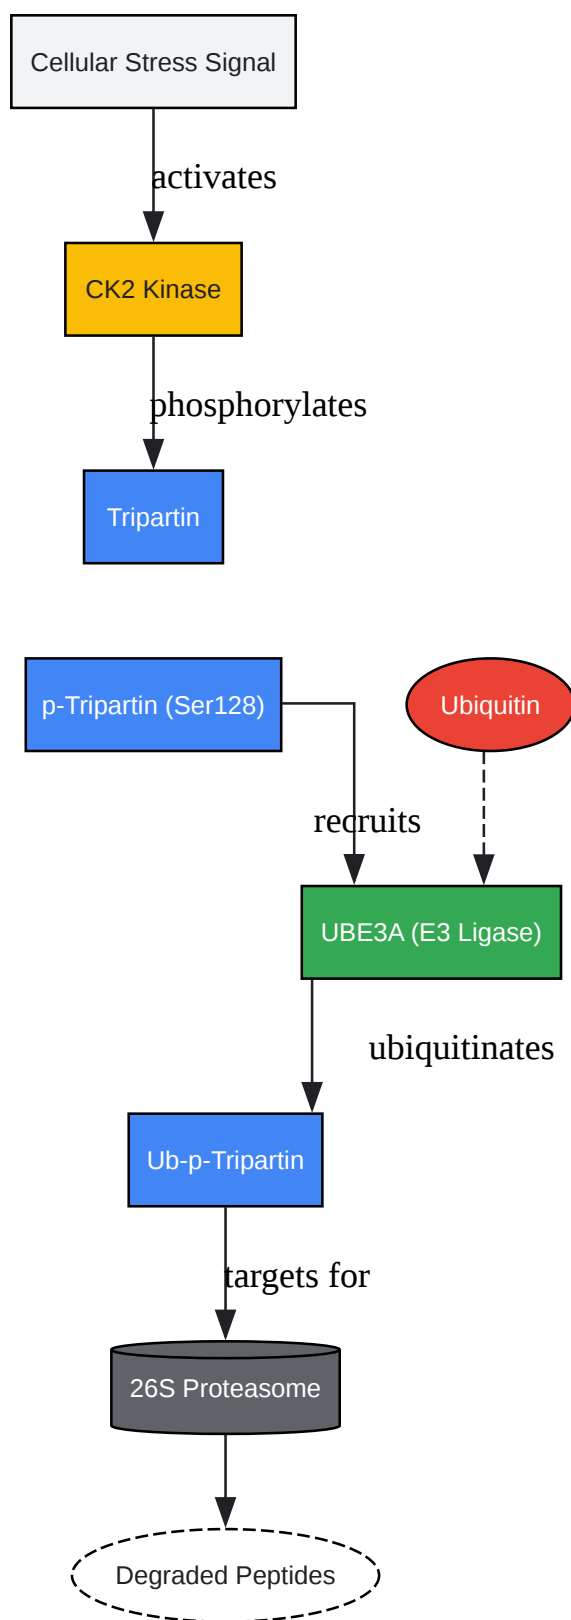 Cellular Stress Signal
activates
CK2 Kinase
phosphorylates
Tripartin
p-Tripartin (Ser128)
Ubiquitin
recruits
UBE3A (E3 Ligase)
ubiquitinates
Ub-p-Tripartin
targets for
26S Proteasome
Degraded Peptides